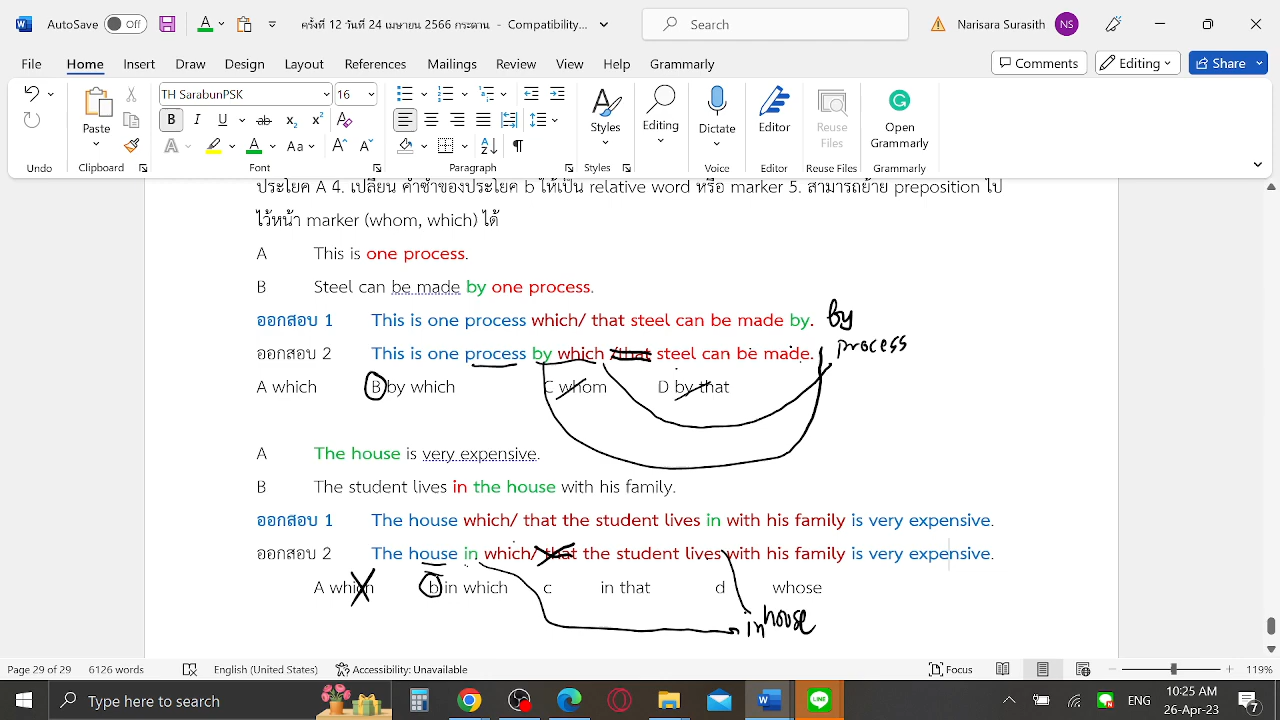 AutoSave Off ครั้งที่ 12 วันที่ 24 เมษายน 2566 กระดาน - Compatibility... Search Narisara Surasith NS
File Home Insert Draw Design Layout References Mailings Review View Help Grammarly Comments Editing Share
TH SarabunPSK 16
Paste Styles Editing Dictate Editor Reuse Files Open Grammarly
Undo Clipboard Font Paragraph Styles Voice Editor Reuse Files Grammarly
ประโยค A 4. เปลี่ยน คำซ้ำของประโยค b ให้เป็น relative word หรือ marker 5. สามารถย้าย preposition ไป
ไว้หน้า marker (whom, which) ได้
A This is one process.
B Steel can be made by one process.
ออกสอบ 1 This is one process which/ that steel can be made by. by
ออกสอบ 2 This is one process by which /that steel can be made. process
A which B by which C whom D by that
A The house is very expensive.
B The student lives in the house with his family.
ออกสอบ 1 The house which/ that the student lives in with his family is very expensive.
ออกสอบ 2 The house in which/ that the student lives with his family is very expensive.
A which b in which c in that d whose
in house
Page 29 of 29 6126 words English (United States) Accessibility: Unavailable Focus 119%
Type here to search ENG 10:25 AM 26-Apr-23 7